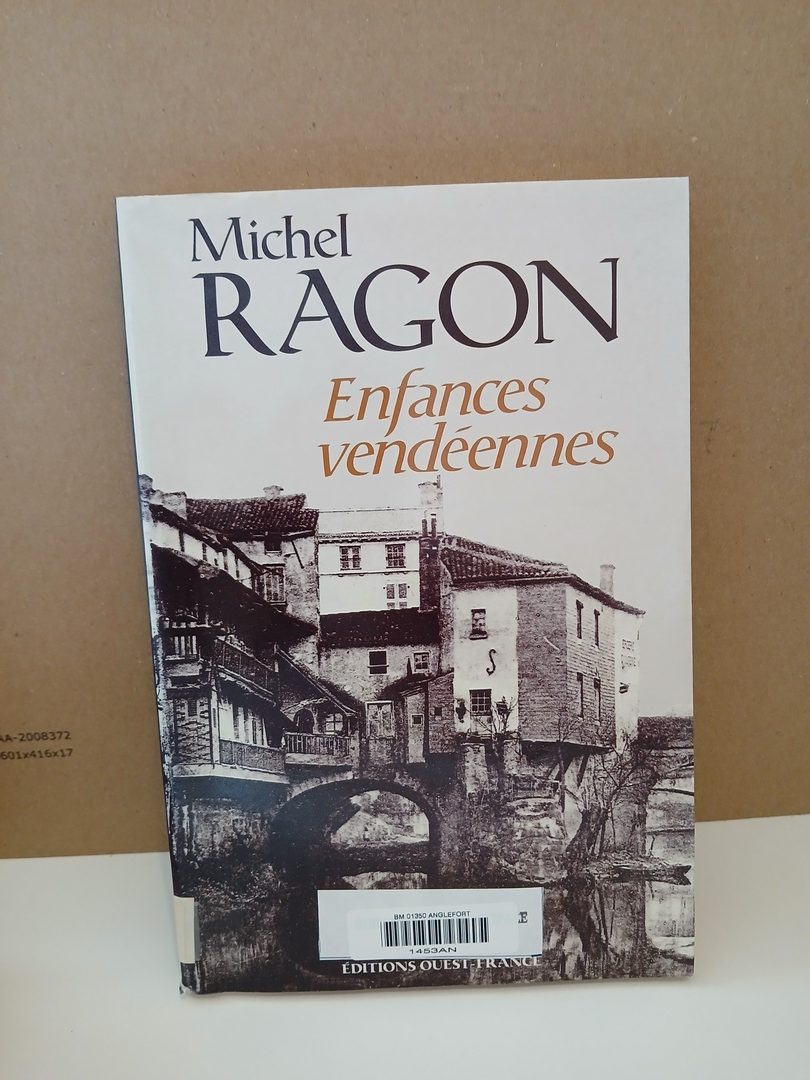 Michel
RAGON
Enfances
vendéennes
AA-2008372
601x416x17
BM 01350 ANGLEFORT
1453AN
ÉDITIONS OUEST-FRANCE